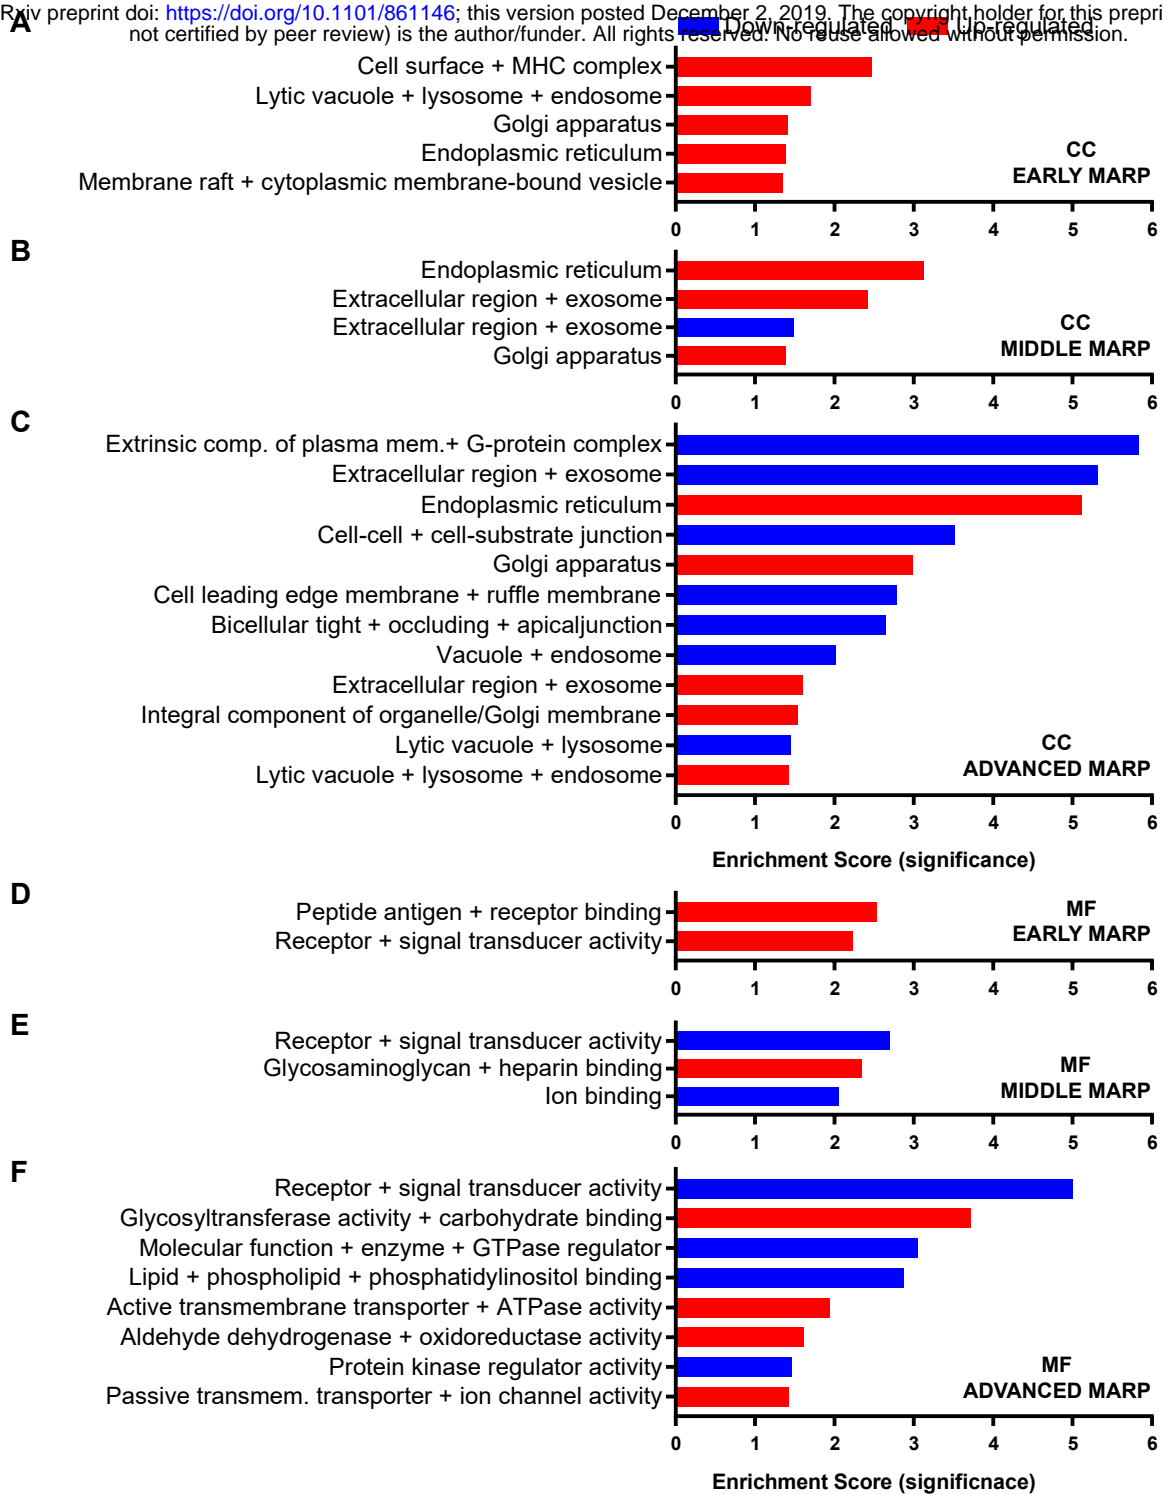 Rxiv preprint doi: https://doi.org/10.1101/861146; this version posted December 2, 2019. The copyright holder for this prepri
not certified by peer review) is the author/funder. All rights reserved. No reuse allowed without permission.
A
Down-regulated Up-regulated
Cell surface + MHC complex
Lytic vacuole + lysosome + endosome
Golgi apparatus
Endoplasmic reticulum
Membrane raft + cytoplasmic membrane-bound vesicle
CC
EARLY MARP
0 1 2 3 4 5 6
B
Endoplasmic reticulum
Extracellular region + exosome
Extracellular region + exosome
Golgi apparatus
CC
MIDDLE MARP
0 1 2 3 4 5 6
C
Extrinsic comp. of plasma mem.+ G-protein complex
Extracellular region + exosome
Endoplasmic reticulum
Cell-cell + cell-substrate junction
Golgi apparatus
Cell leading edge membrane + ruffle membrane
Bicellular tight + occluding + apicaljunction
Vacuole + endosome
Extracellular region + exosome
Integral component of organelle/Golgi membrane
Lytic vacuole + lysosome
Lytic vacuole + lysosome + endosome
CC
ADVANCED MARP
0 1 2 3 4 5 6
Enrichment Score (significance)
D
Peptide antigen + receptor binding
Receptor + signal transducer activity
MF
EARLY MARP
0 1 2 3 4 5 6
E
Receptor + signal transducer activity
Glycosaminoglycan + heparin binding
Ion binding
MF
MIDDLE MARP
0 1 2 3 4 5 6
F
Receptor + signal transducer activity
Glycosyltransferase activity + carbohydrate binding
Molecular function + enzyme + GTPase regulator
Lipid + phospholipid + phosphatidylinositol binding
Active transmembrane transporter + ATPase activity
Aldehyde dehydrogenase + oxidoreductase activity
Protein kinase regulator activity
Passive transmem. transporter + ion channel activity
MF
ADVANCED MARP
0 1 2 3 4 5 6
Enrichment Score (significnace)